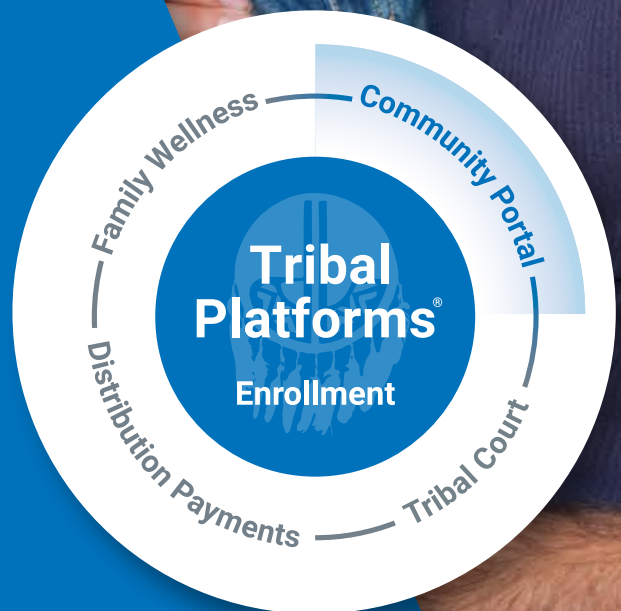 Tribal
Platforms®
Enrollment
Community Portal
Tribal Court
Distribution Payments
Family Wellness